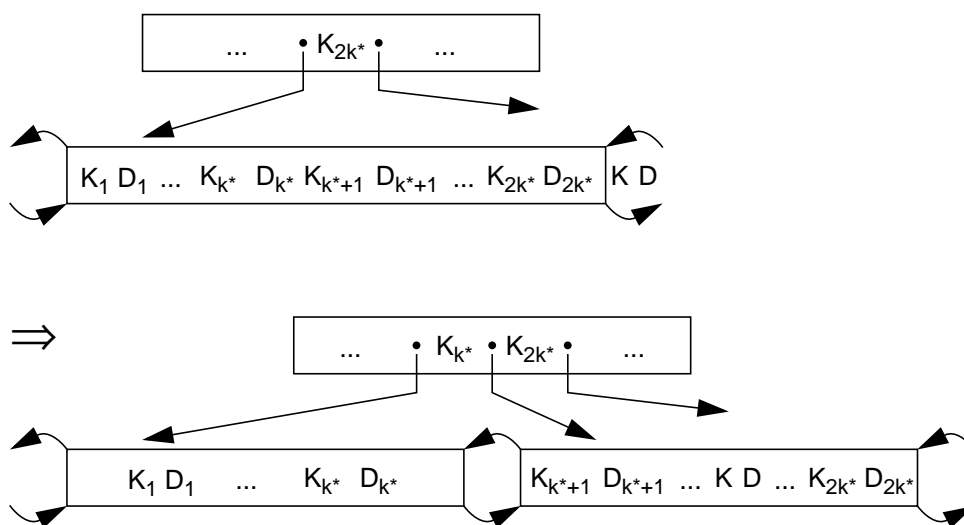 ... • K₂ₖ* • ...
K₁ D₁ ... Kₖ* Dₖ* Kₖ*₊₁ Dₖ*₊₁ ... K₂ₖ* D₂ₖ* K D
⇒
... • Kₖ* • K₂ₖ* • ...
K₁ D₁ ... Kₖ* Dₖ* Kₖ*₊₁ Dₖ*₊₁ ... K D ... K₂ₖ* D₂ₖ*